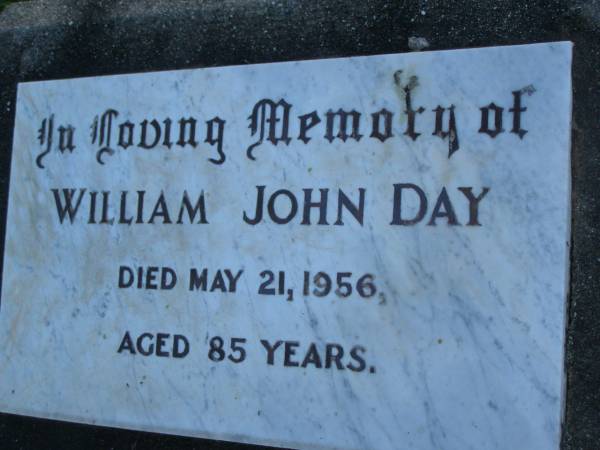 In Loving Memory of
WILLIAM JOHN DAY
DIED MAY 21, 1956,
AGED 85 YEARS.